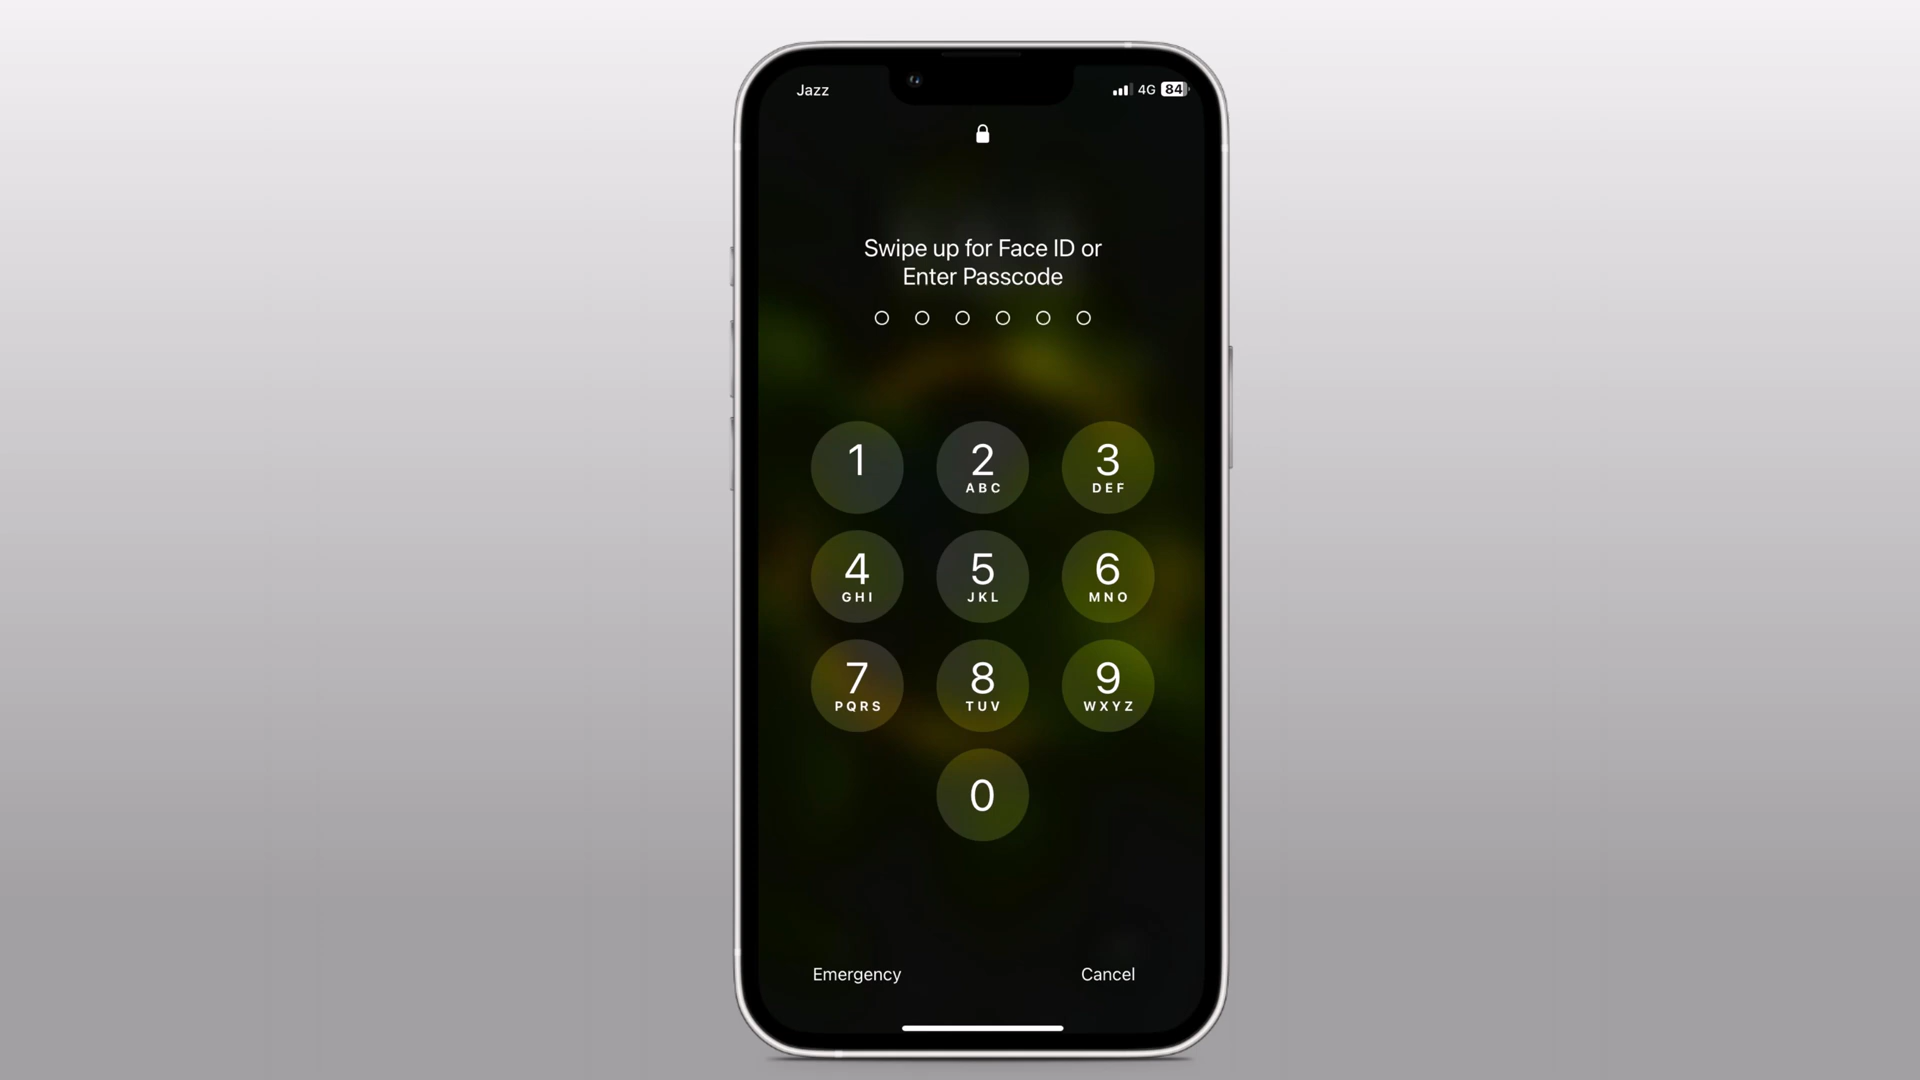 Jazz
4G 84
Swipe up for Face ID or
Enter Passcode
1 2 3
ABC DEF
4 5 6
GHI JKL MNO
7 8 9
PQRS TUV WXYZ
0
Emergency Cancel